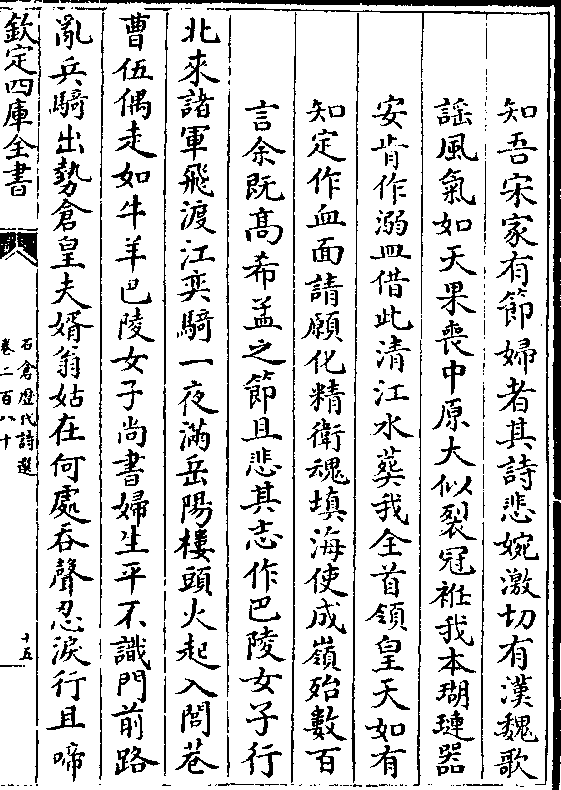 知吾宋家有節婦者其詩悲婉激切有漢魏歌
謡風氣如天果喪中原大似裂冠裾我本瑚璉器
安肯作溺皿借此清江水葬我全首領皇天如有
知定作血面請願化精衛魂填海使成嶺殆數百
言余既髙希孟之節且悲其志作巴陵女子行
北來諸軍飛渡江奕騎一夜滿岳陽樓頭火起入閭巷
曹伍偶走如牛羊巴陵女子尚書婦生平不識門前路
亂兵騎出勢倉皇夫婿翁姑在何處吞聲忍淚行且啼
欽定四庫全書
石倉歴代詩選
卷二百八十
十五